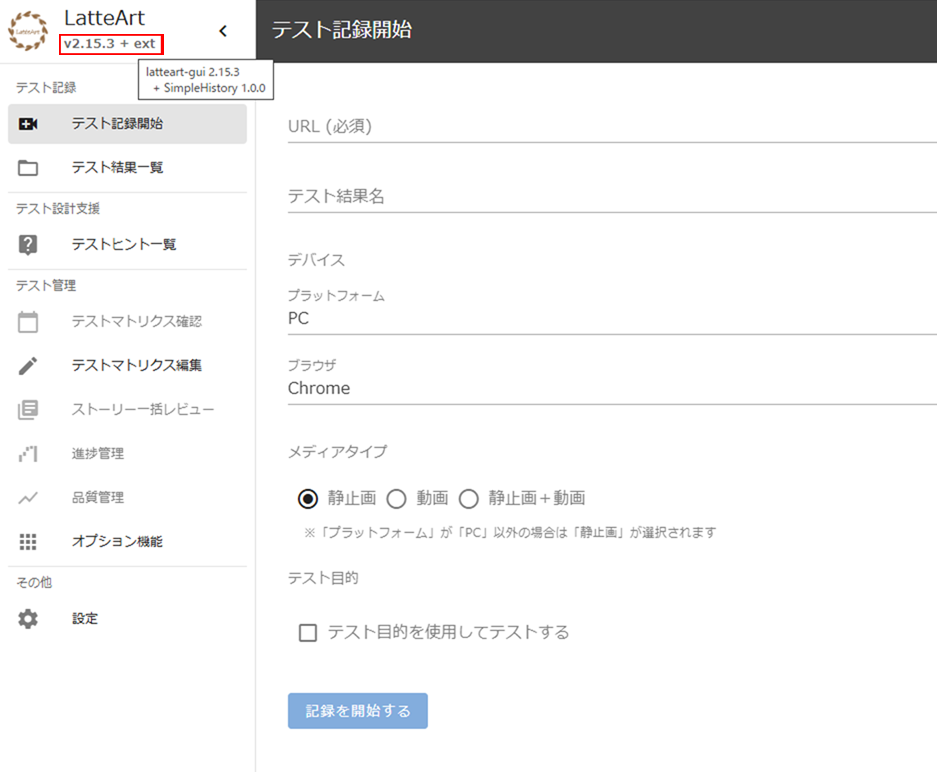 LatteArt
LatteArt
v2.15.3 + ext
latteart-gui 2.15.3
+ SimpleHistory 1.0.0
テスト記録
テスト記録開始
テスト結果一覧
テスト設計支援
テストヒント一覧
テスト管理
テストマトリクス確認
テストマトリクス編集
ストーリー一括レビュー
進捗管理
品質管理
オプション機能
その他
設定
テスト記録開始
URL (必須)
テスト結果名
デバイス
プラットフォーム
PC
ブラウザ
Chrome
メディアタイプ
静止画 動画 静止画+動画
※「プラットフォーム」が「PC」以外の場合は「静止画」が選択されます
テスト目的
テスト目的を使用してテストする
記録を開始する